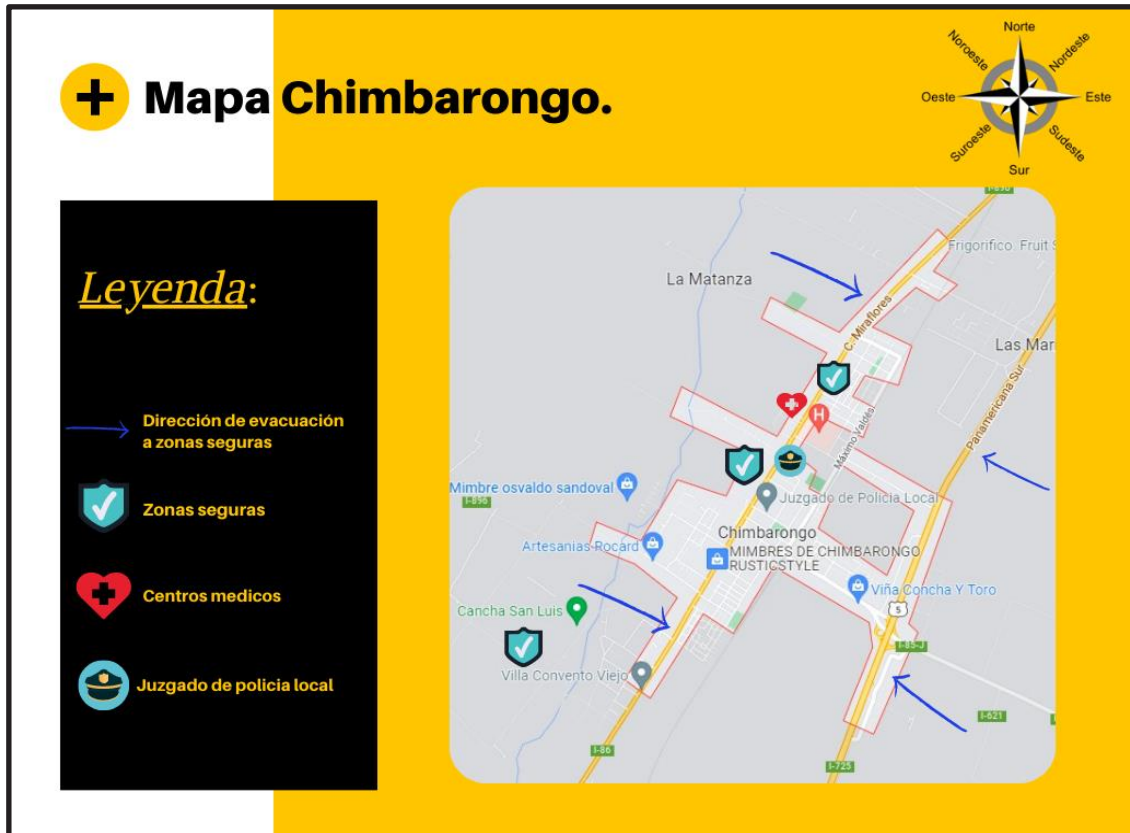 Norte
Noroeste
Nordeste
Oeste
Este
Suroeste
Sudeste
Sur
+ Mapa Chimbarongo.
Leyenda:
Dirección de evacuación
a zonas seguras
Zonas seguras
Centros medicos
Juzgado de policia local
Frigorifico. Fruit
La Matanza
C. Miraflores
Las Mar
Panamericana Sur
H
Máximo Valdés
Mimbre osvaldo sandoval
I-896
Juzgado de Policia Local
Chimbarongo
Artesanias Rocard
MIMBRES DE CHIMBARONGO
RUSTICSTYLE
Viña Concha Y Toro
5
Cancha San Luis
I-85-J
Villa Convento Viejo
I-621
I-86
I-725